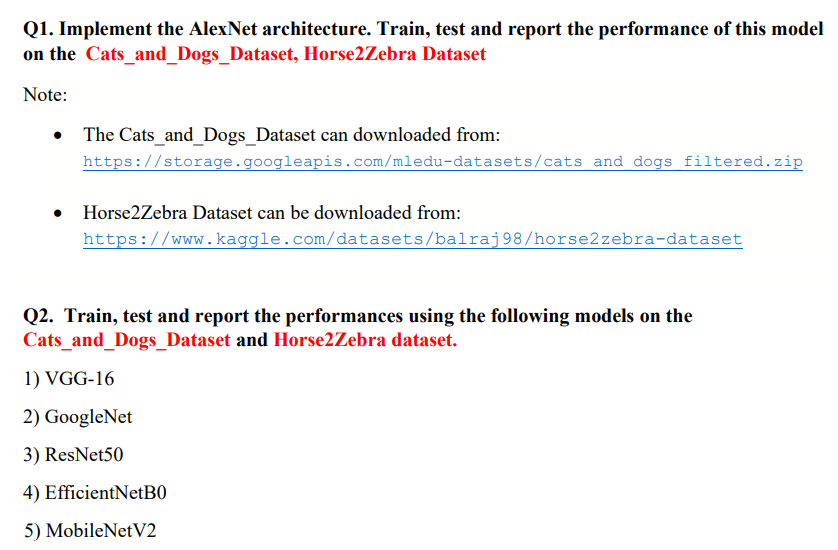 Q1. Implement the AlexNet architecture. Train, test and report the performance of this model
on the Cats_and_Dogs_Dataset, Horse2Zebra Dataset
Note:
• The Cats_and_Dogs_Dataset can downloaded from:
https://storage.googleapis.com/mledu-datasets/cats_and_dogs_filtered.zip
• Horse2Zebra Dataset can be downloaded from:
https://www.kaggle.com/datasets/balraj98/horse2zebra-dataset
Q2. Train, test and report the performances using the following models on the
Cats_and_Dogs_Dataset and Horse2Zebra dataset.
1) VGG-16
2) GoogleNet
3) ResNet50
4) EfficientNetB0
5) MobileNetV2